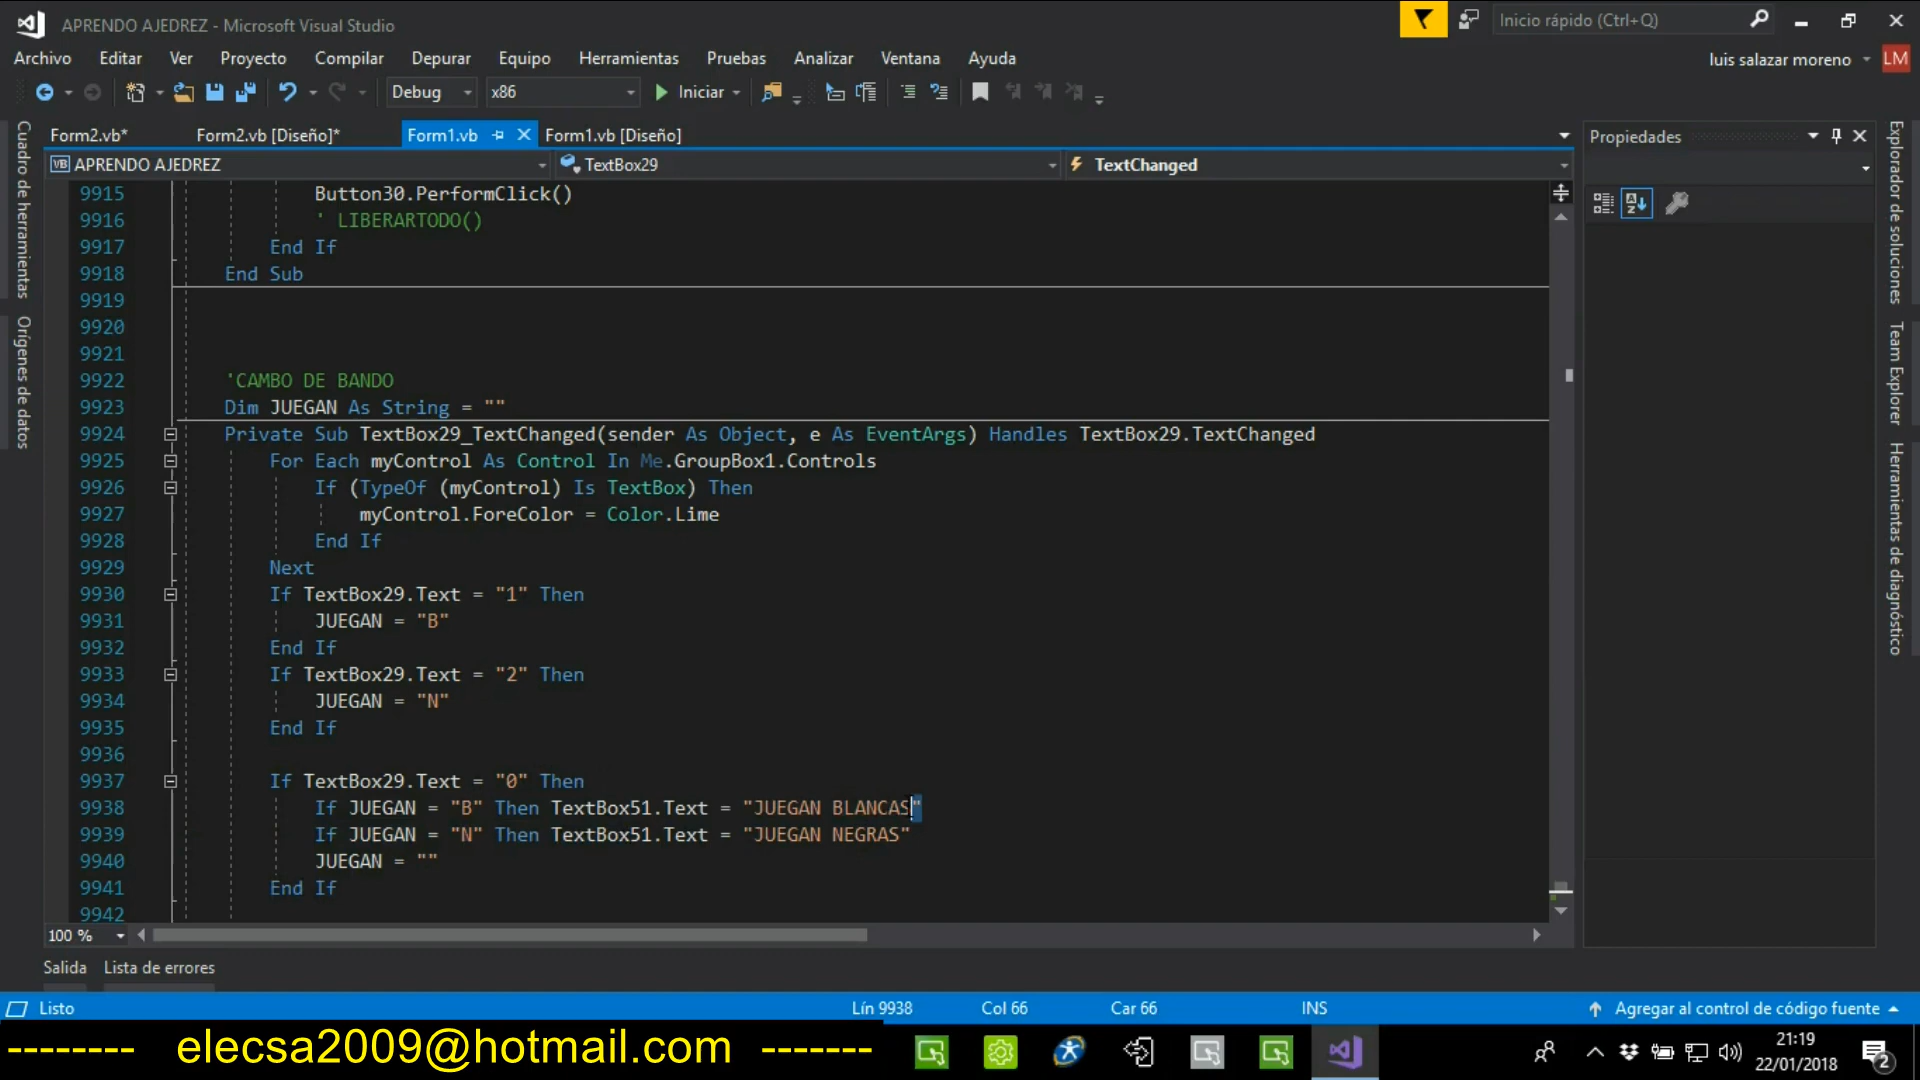 APRENDO AJEDREZ - Microsoft Visual Studio
Inicio rápido (Ctrl+Q)
Archivo Editar Ver Proyecto Compilar Depurar Equipo Herramientas Pruebas Analizar Ventana Ayuda
luis salazar moreno LM
Debug x86 Iniciar
Form2.vb* Form2.vb [Diseño]* Form1.vb Form1.vb [Diseño]
VB APRENDO AJEDREZ TextBox29 TextChanged
Propiedades
Cuadro de herramientas
Orígenes de datos
Explorador de soluciones
Team Explorer
Herramientas de diagnóstico
9915 Button30.PerformClick()
9916 ' LIBERARTODO()
9917 End If
9918 End Sub
9919
9920
9921
9922 'CAMBO DE BANDO
9923 Dim JUEGAN As String = ""
9924 Private Sub TextBox29_TextChanged(sender As Object, e As EventArgs) Handles TextBox29.TextChanged
9925 For Each myControl As Control In Me.GroupBox1.Controls
9926 If (TypeOf (myControl) Is TextBox) Then
9927 myControl.ForeColor = Color.Lime
9928 End If
9929 Next
9930 If TextBox29.Text = "1" Then
9931 JUEGAN = "B"
9932 End If
9933 If TextBox29.Text = "2" Then
9934 JUEGAN = "N"
9935 End If
9936
9937 If TextBox29.Text = "0" Then
9938 If JUEGAN = "B" Then TextBox51.Text = "JUEGAN BLANCAS"
9939 If JUEGAN = "N" Then TextBox51.Text = "JUEGAN NEGRAS"
9940 JUEGAN = ""
9941 End If
9942
100 %
Salida Lista de errores
Listo Lín 9938 Col 66 Car 66 INS Agregar al control de código fuente
-------- elecsa2009@hotmail.com -------
21:19
22/01/2018
2